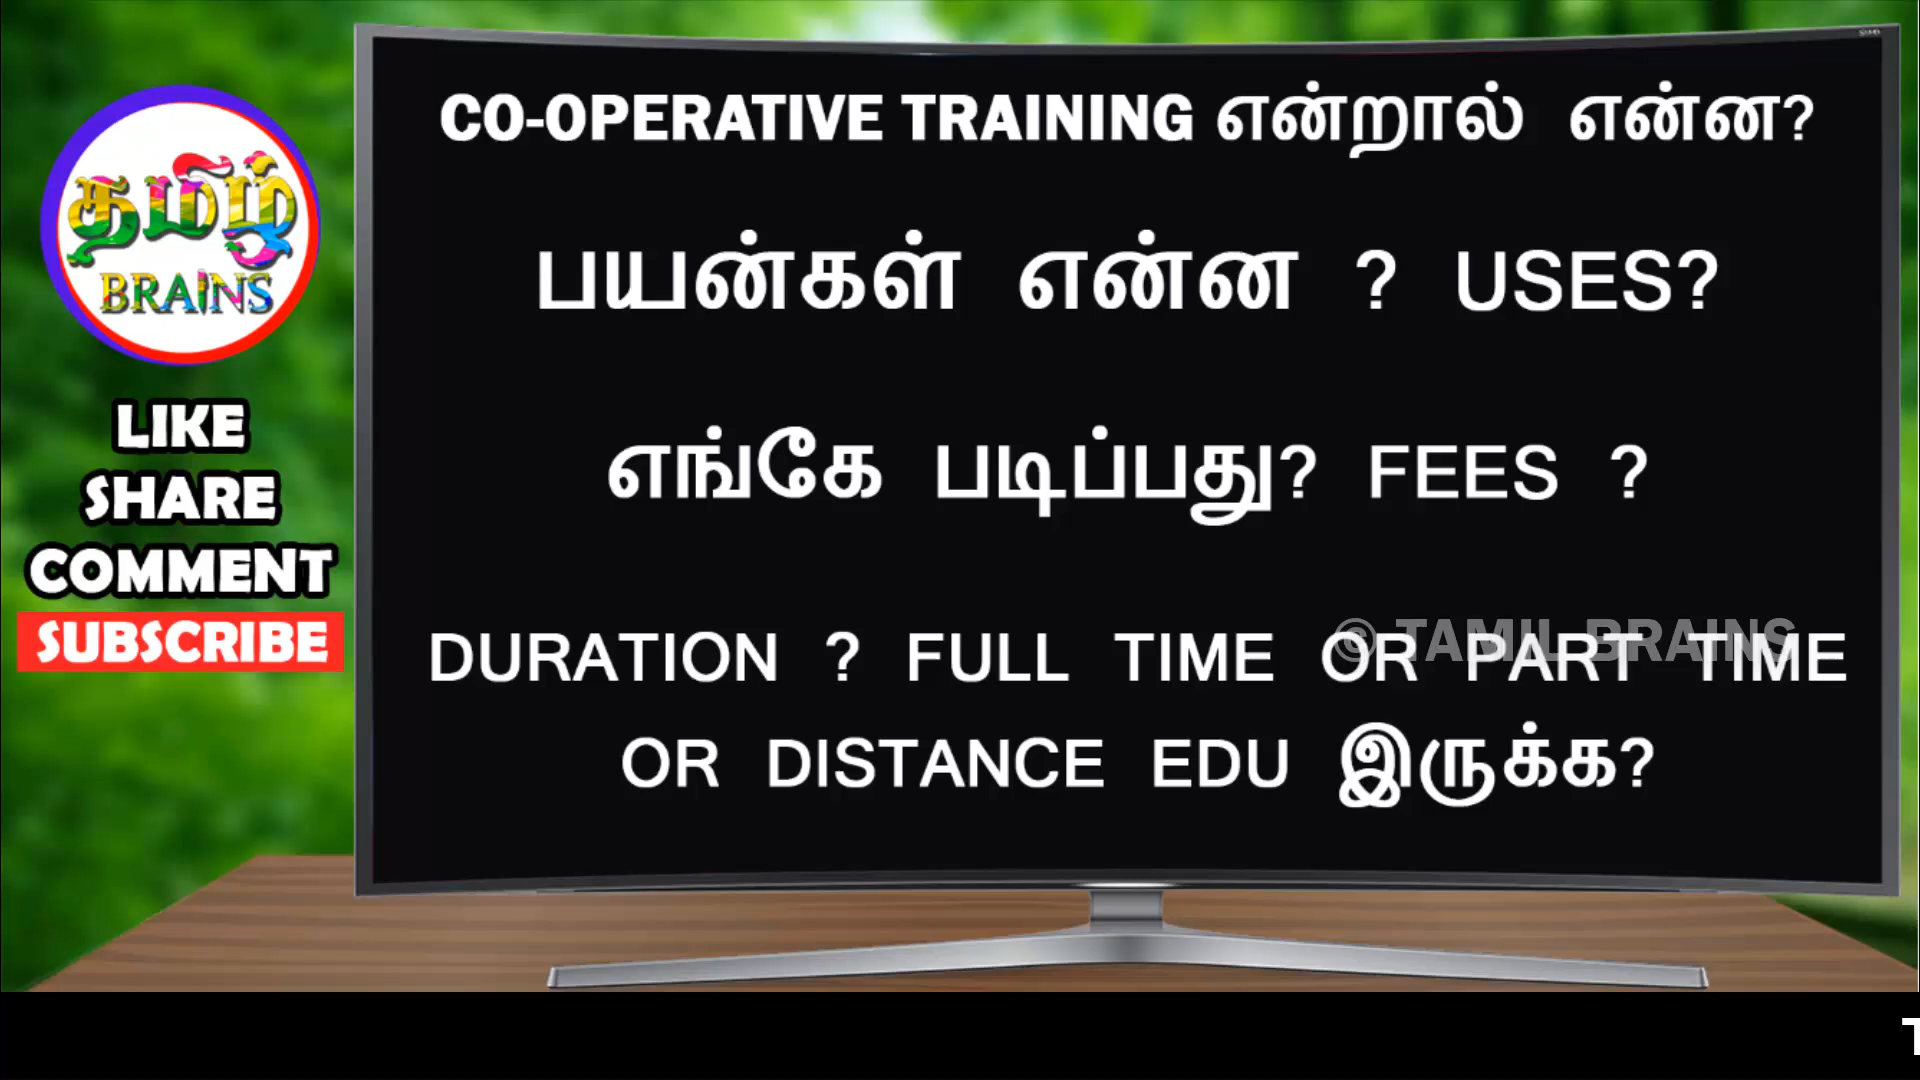 தமிழ்
BRAINS
LIKE
SHARE
COMMENT
SUBSCRIBE
CO-OPERATIVE TRAINING என்றால் என்ன?
பயன்கள் என்ன ? USES?
எங்கே படிப்பது? FEES ?
DURATION ? FULL TIME OR PART TIME
OR DISTANCE EDU இருக்க?
© TAMIL BRAINS
T